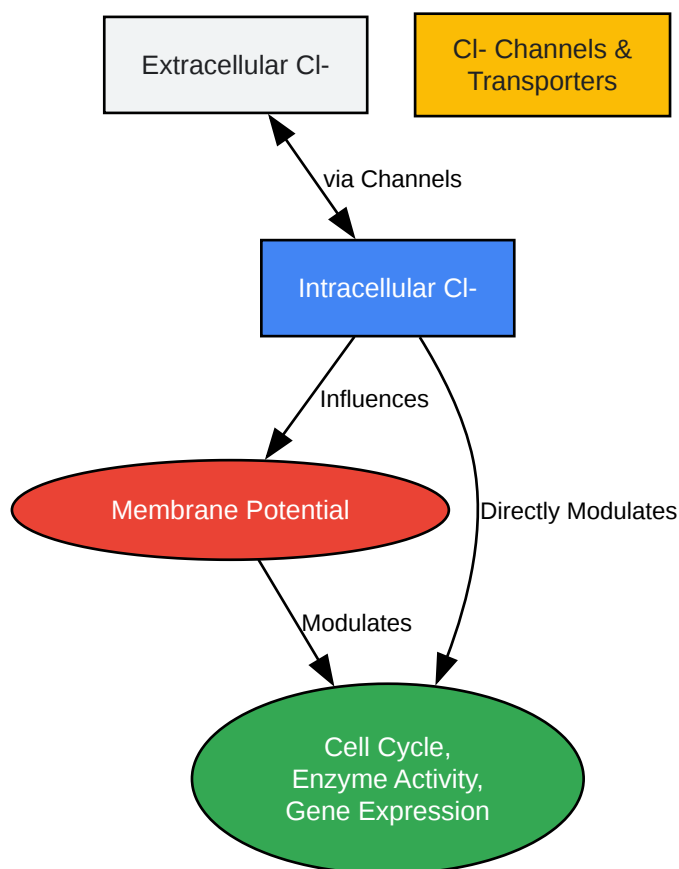 Extracellular Cl-
Cl- Channels &
Transporters
via Channels
Intracellular Cl-
Influences
Membrane Potential
Directly Modulates
Modulates
Cell Cycle,
Enzyme Activity,
Gene Expression